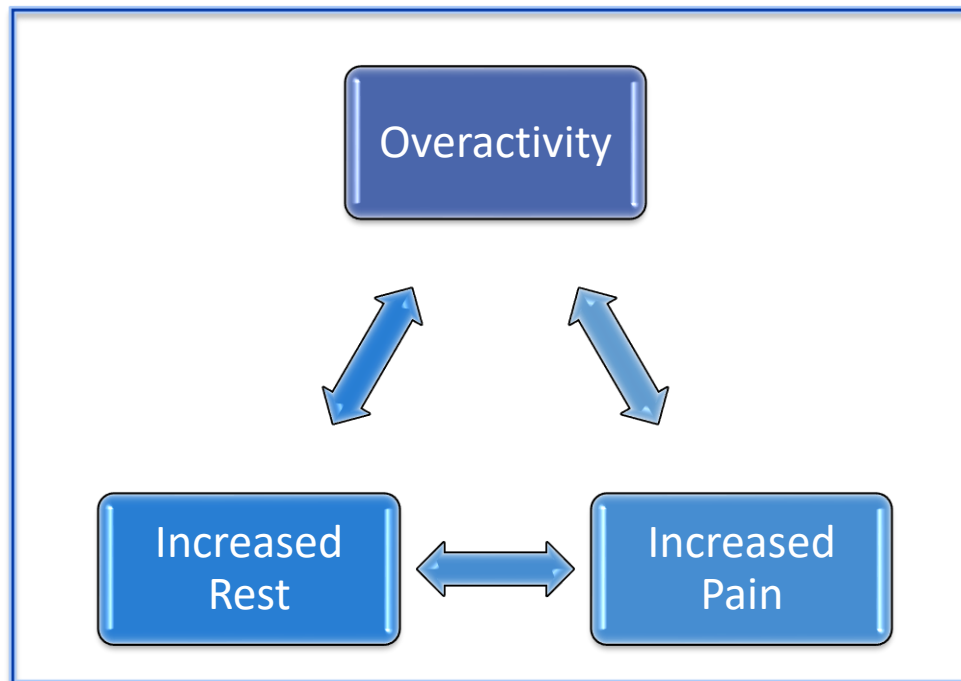 Overactivity
Increased
Rest
Increased
Pain